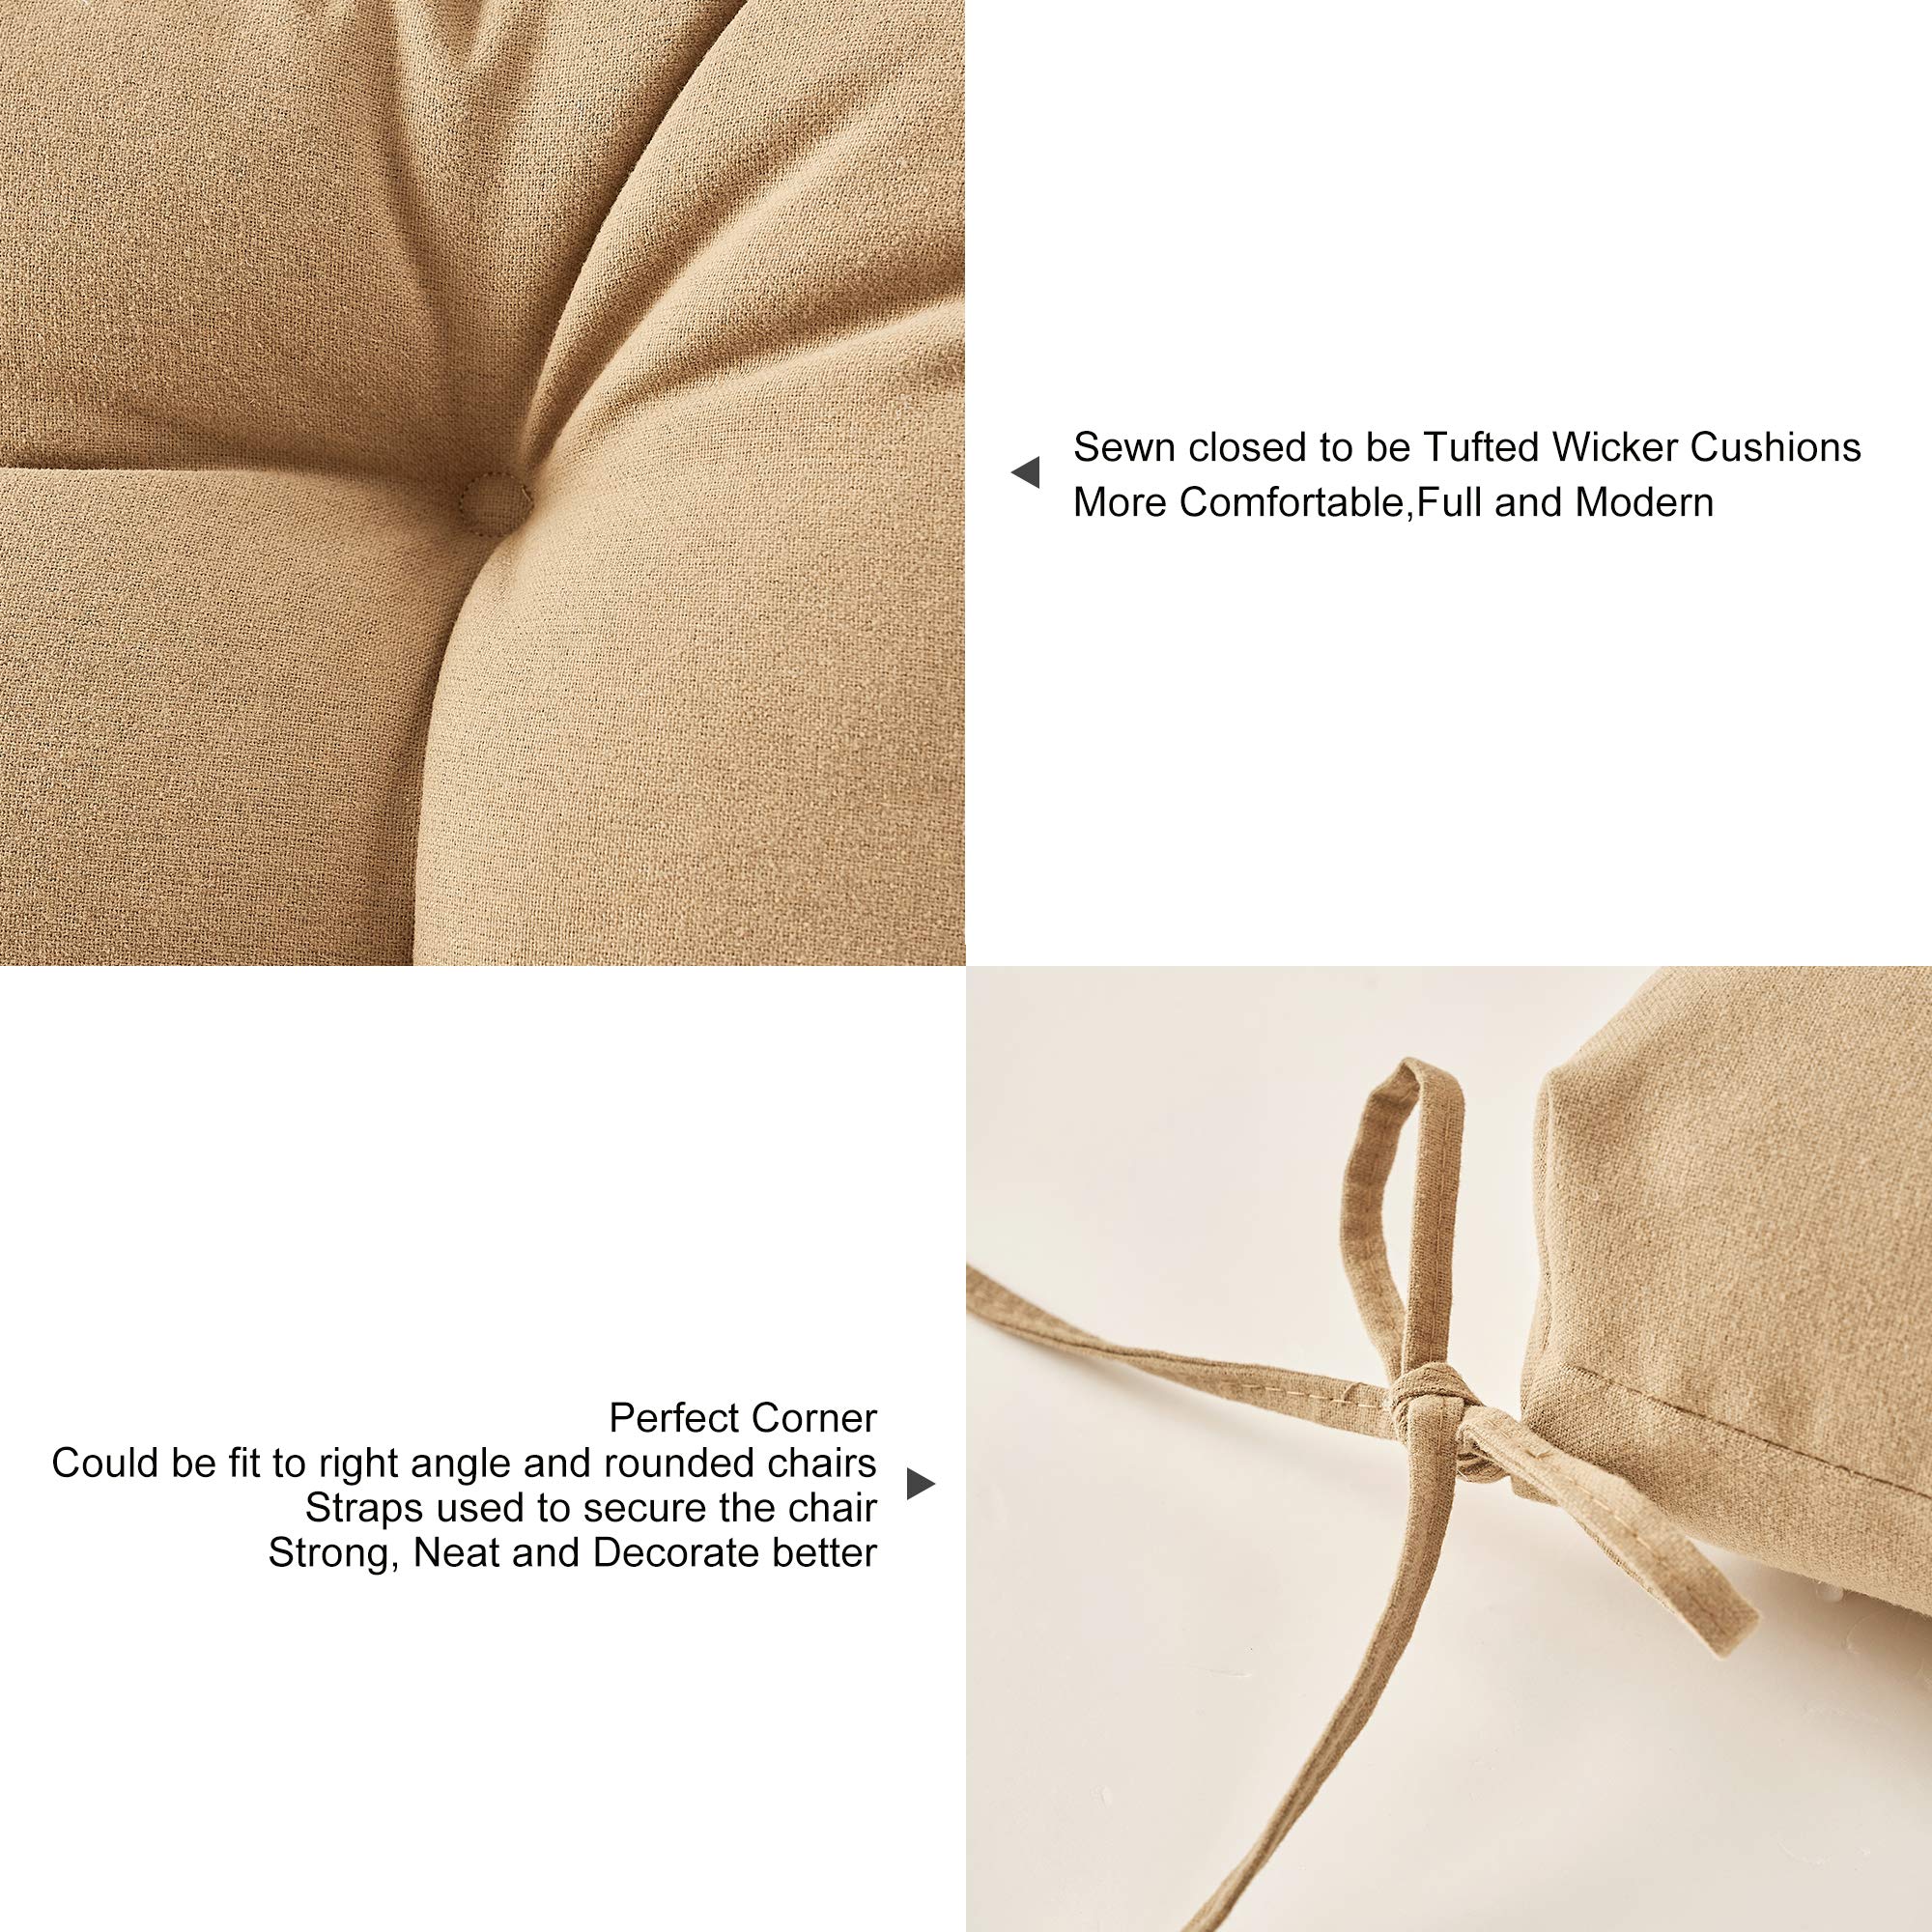 Sewn closed to be Tufted Wicker Cushions
More Comfortable,Full and Modern
Perfect Corner
Could be fit to right angle and rounded chairs
Straps used to secure the chair
Strong, Neat and Decorate better